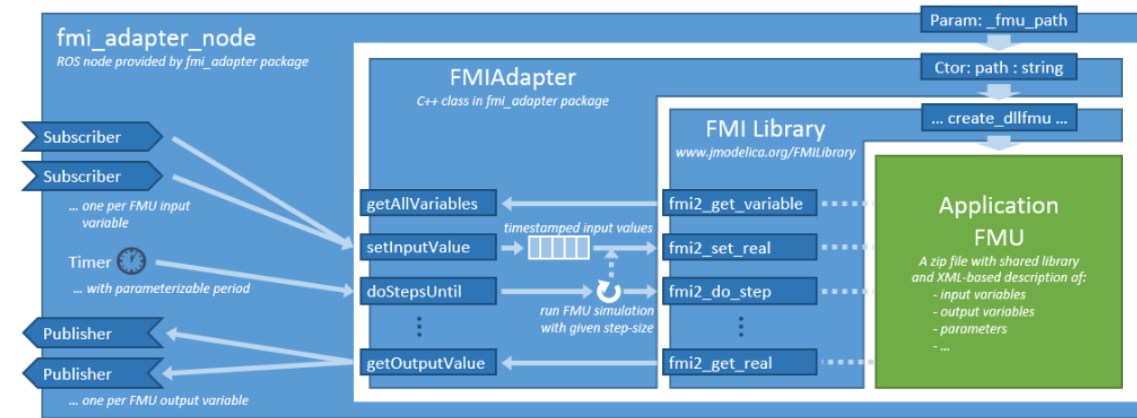 Param: _fmu_path
fmi_adapter_node
ROS node provided by fmi_adapter package
FMIAdapter
C++ class in fmi_adapter package
Ctor: path : string
FMI Library
www.jmodelica.org/FMILibrary
... create_dllfmu ...
Subscriber
Subscriber
... one per FMU input
variable
Timer
... with parameterizable period
Publisher
Publisher
... one per FMU output variable
getAllVariables
setInputValue
doStepsUntil
getOutputValue
timestamped input values
run FMU simulation
with given step-size
fmi2_get_variable
fmi2_set_real
fmi2_do_step
fmi2_get_real
Application
FMU
A zip file with shared library
and XML-based description of:
- input variables
- output variables
- parameters
- ...